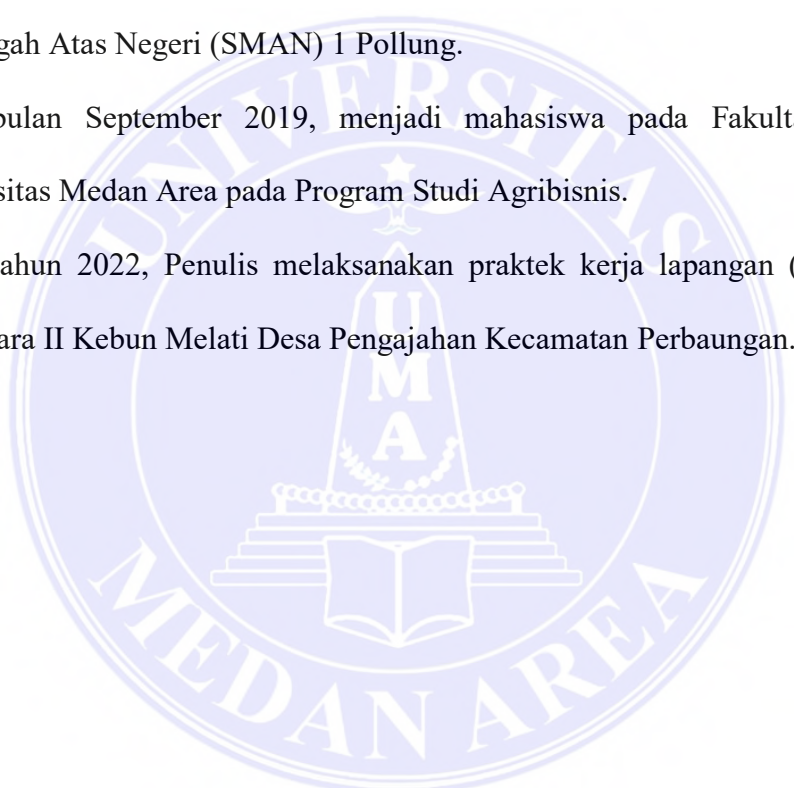 gah Atas Negeri (SMAN) 1 Pollung.
bulan September 2019, menjadi mahasiswa pada Fakulta
sitas Medan Area pada Program Studi Agribisnis.
ahun 2022, Penulis melaksanakan praktek kerja lapangan (
ara II Kebun Melati Desa Pengajahan Kecamatan Perbaungan.
UNIVERSITAS
U
M
A
MEDAN AREA